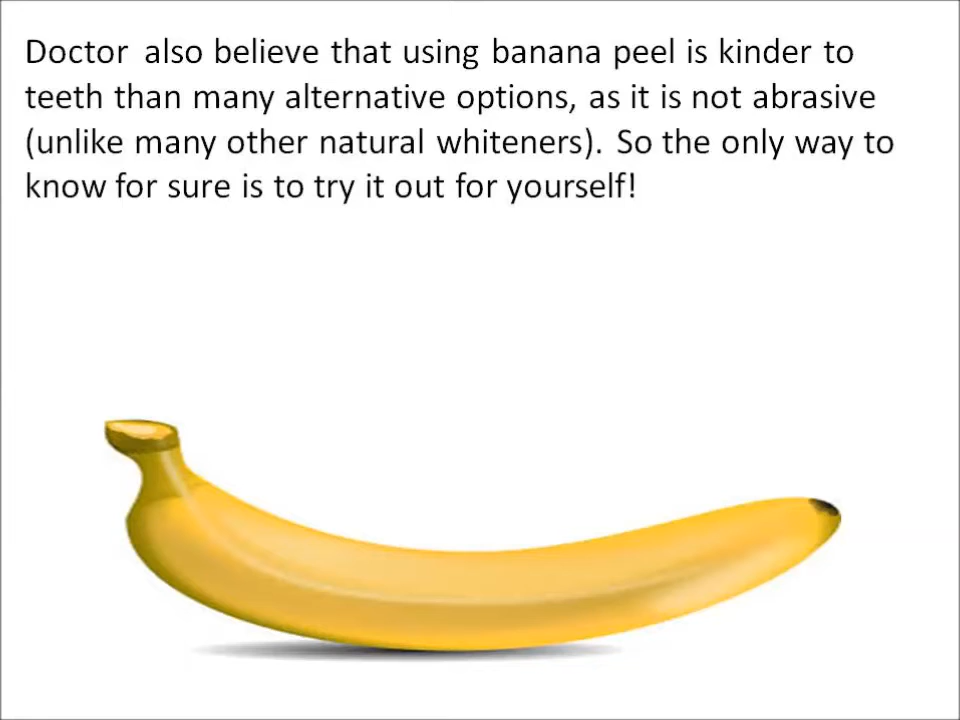 Doctor also believe that using banana peel is kinder to
teeth than many alternative options, as it is not abrasive
(unlike many other natural whiteners). So the only way to
know for sure is to try it out for yourself!